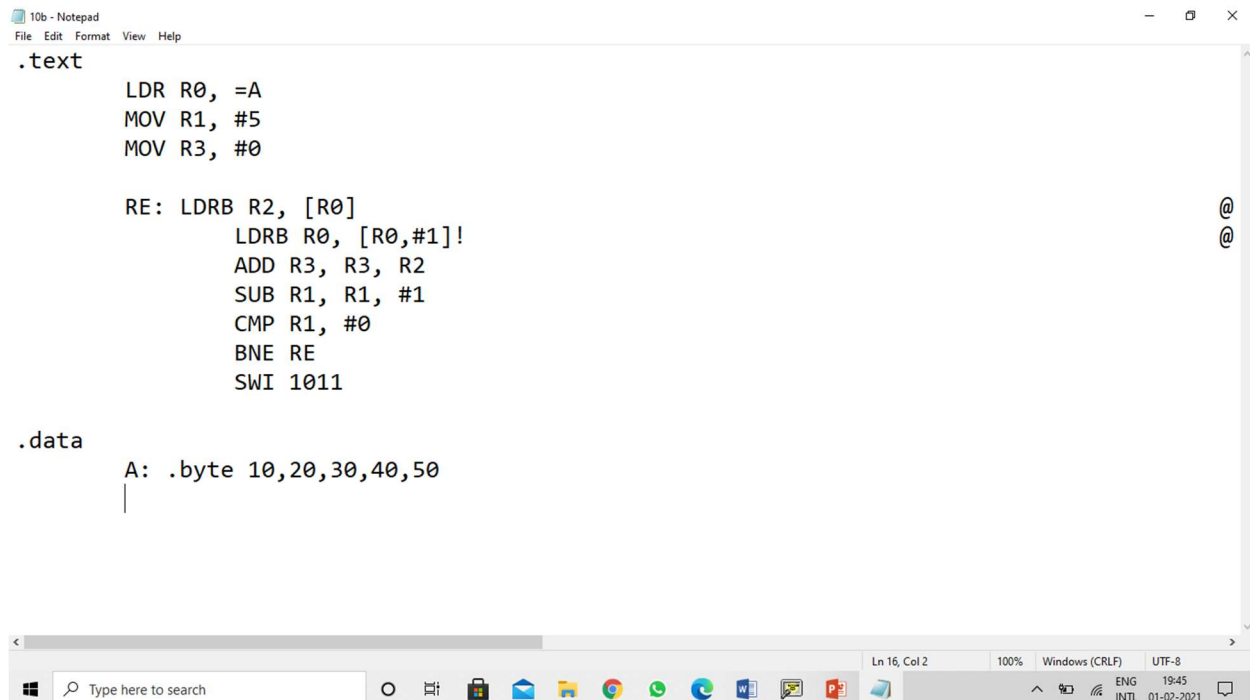 10b - Notepad
File Edit Format View Help
.text
LDR R0, =A
MOV R1, #5
MOV R3, #0
RE: LDRB R2, [R0] @
LDRB R0, [R0,#1]! @
ADD R3, R3, R2
SUB R1, R1, #1
CMP R1, #0
BNE RE
SWI 1011
.data
A: .byte 10,20,30,40,50
Ln 16, Col 2 100% Windows (CRLF) UTF-8
Type here to search
ENG 19:45
INTL 01-02-2021